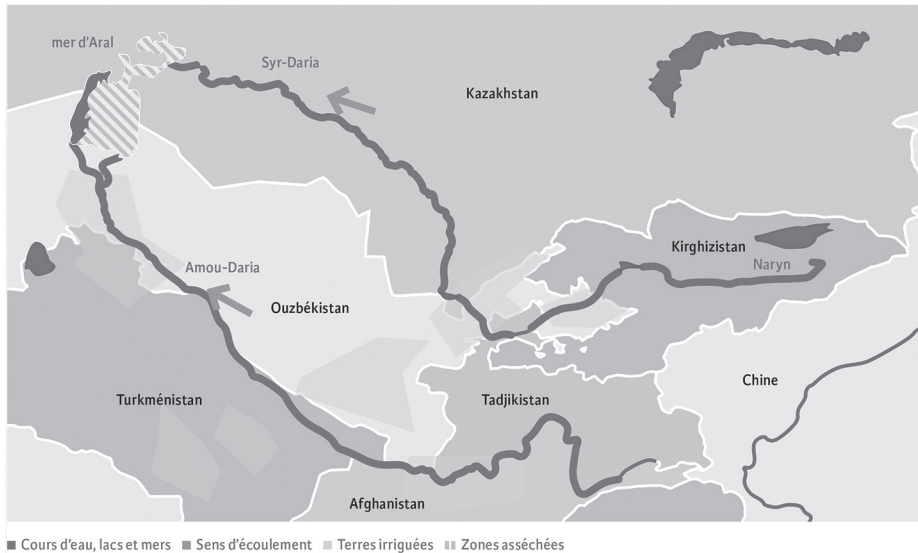 mer d'Aral
Syr-Daria
Kazakhstan
Kirghizistan
Naryn
Amou-Daria
Ouzbékistan
Chine
Turkménistan
Tadjikistan
Afghanistan
Cours d'eau, lacs et mers Sens d'écoulement Terres irriguées Zones asséchées